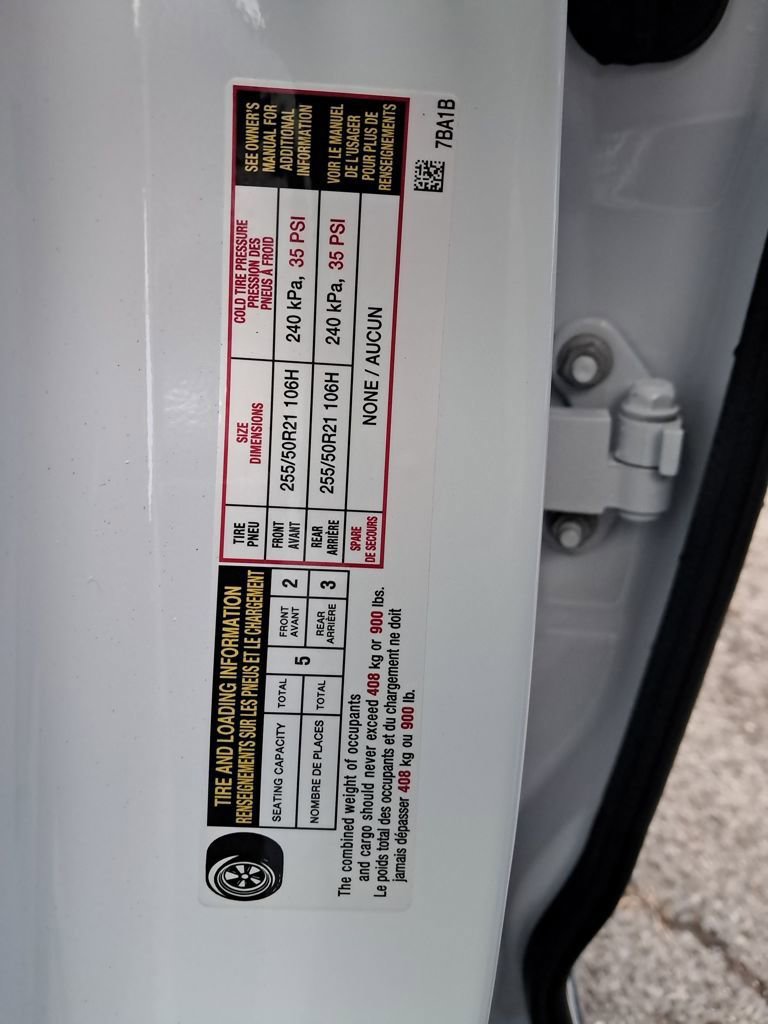 TIRE AND LOADING INFORMATION
RENSEIGNEMENTS SUR LES PNEUS ET LE CHARGEMENT
SEATING CAPACITY TOTAL 5 FRONT AVANT 2
NOMBRE DE PLACES TOTAL REAR ARRIÈRE 3
The combined weight of occupants
and cargo should never exceed 408 kg or 900 lbs.
Le poids total des occupants et du chargement ne doit
jamais dépasser 408 kg ou 900 lb.
TIRE
PNEU
SIZE
DIMENSIONS
COLD TIRE PRESSURE
PRESSION DES
PNEUS À FROID
FRONT
AVANT
255/50R21 106H
240 kPa, 35 PSI
REAR
ARRIÈRE
255/50R21 106H
240 kPa, 35 PSI
SPARE
DE SECOURS
NONE / AUCUN
SEE OWNER'S
MANUAL FOR
ADDITIONAL
INFORMATION
VOIR LE MANUEL
DE L'USAGER
POUR PLUS DE
RENSEIGNEMENTS
7BA1B